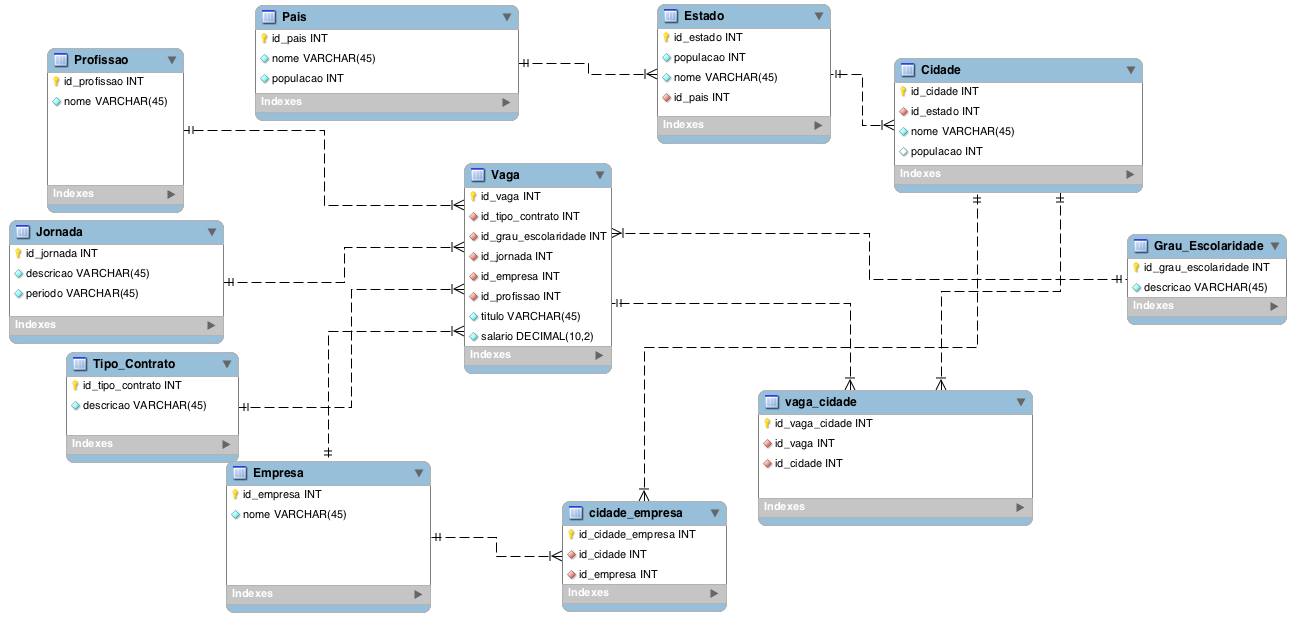 Pais
id_pais INT
nome VARCHAR(45)
populacao INT
Indexes
Estado
id_estado INT
populacao INT
nome VARCHAR(45)
id_pais INT
Indexes
Profissao
id_profissao INT
nome VARCHAR(45)
Indexes
Cidade
id_cidade INT
id_estado INT
nome VARCHAR(45)
populacao INT
Indexes
Vaga
id_vaga INT
id_tipo_contrato INT
id_grau_escolaridade INT
id_jornada INT
id_empresa INT
id_profissao INT
titulo VARCHAR(45)
salario DECIMAL(10,2)
Indexes
Jornada
id_jornada INT
descricao VARCHAR(45)
periodo VARCHAR(45)
Indexes
Grau_Escolaridade
id_grau_escolaridade INT
descricao VARCHAR(45)
Indexes
Tipo_Contrato
id_tipo_contrato INT
descricao VARCHAR(45)
Indexes
vaga_cidade
id_vaga_cidade INT
id_vaga INT
id_cidade INT
Indexes
Empresa
id_empresa INT
nome VARCHAR(45)
Indexes
cidade_empresa
id_cidade_empresa INT
id_cidade INT
id_empresa INT
Indexes